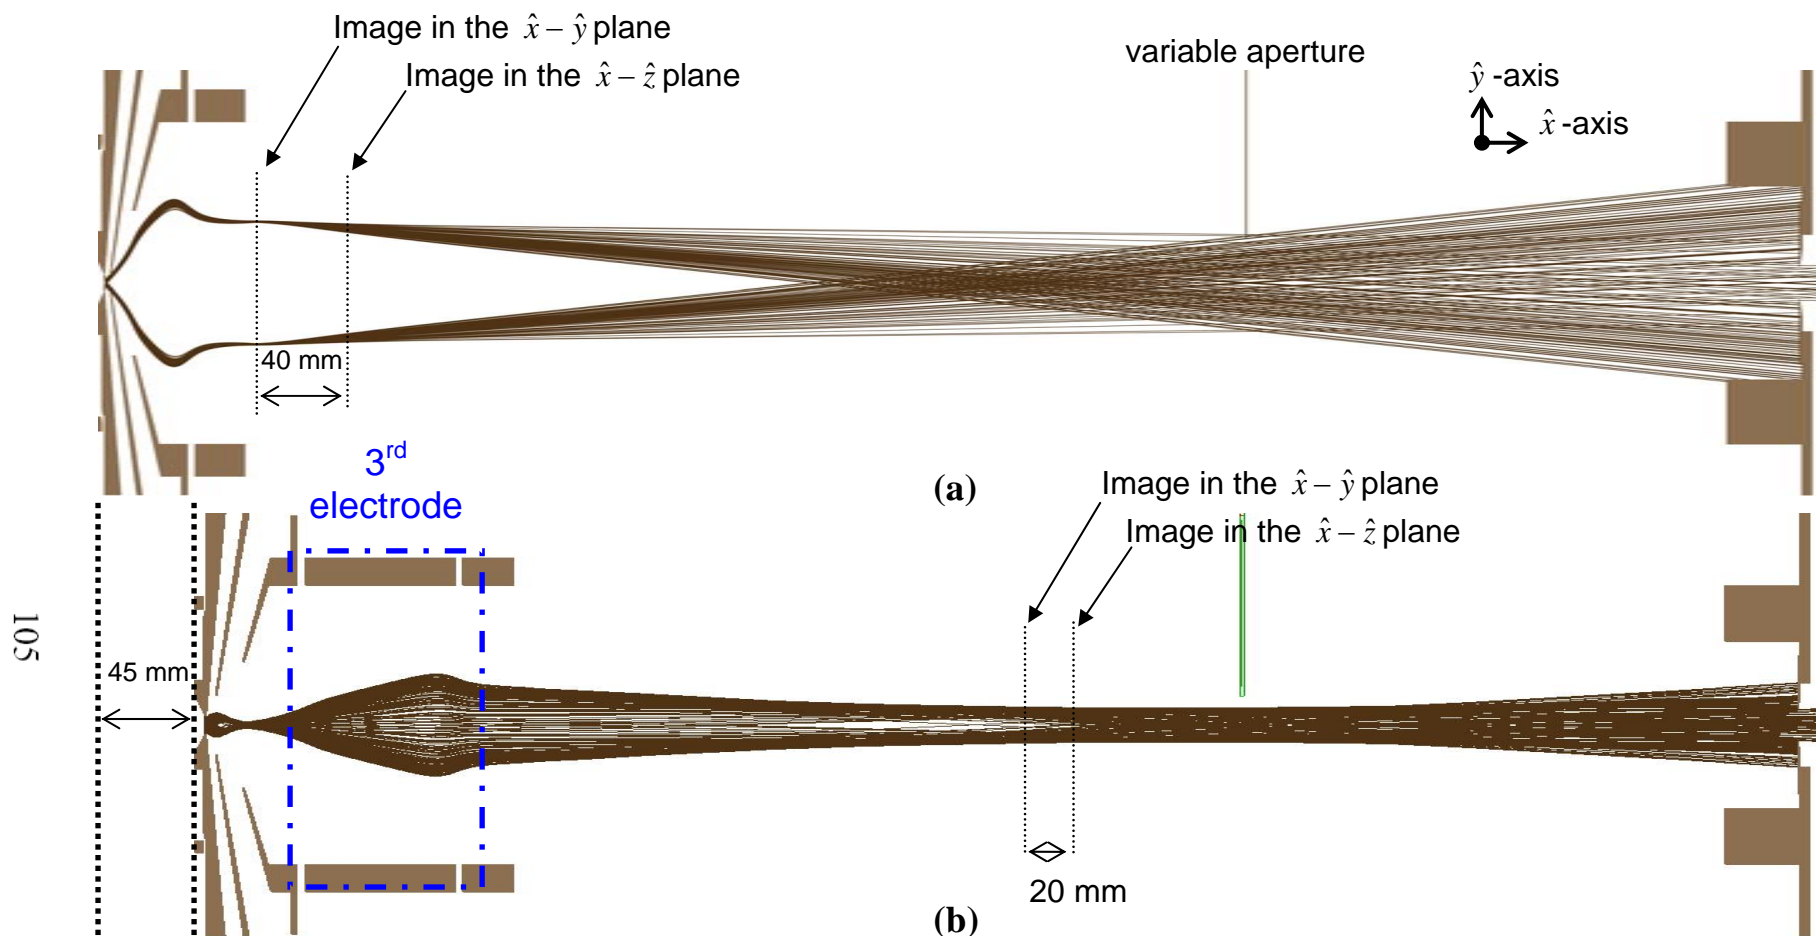 Image in the x̂ – ŷ plane
Image in the x̂ – ẑ plane
variable aperture
ŷ -axis
x̂ -axis
40 mm
(a)
3rd
electrode
Image in the x̂ – ŷ plane
Image in the x̂ – ẑ plane
45 mm
20 mm
(b)
105